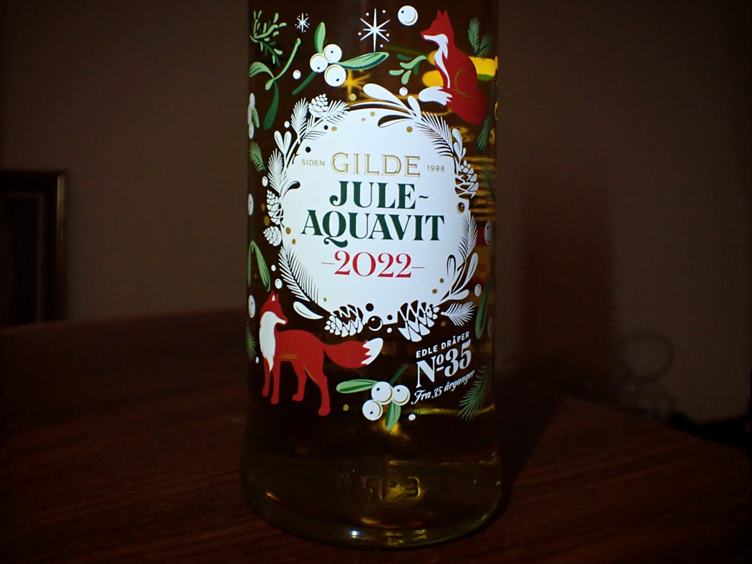 SIDEN GILDE 1988
JULE-
AQUAVIT
2022
EDLE DRÅPER
Nº35
Fra 35 årganger